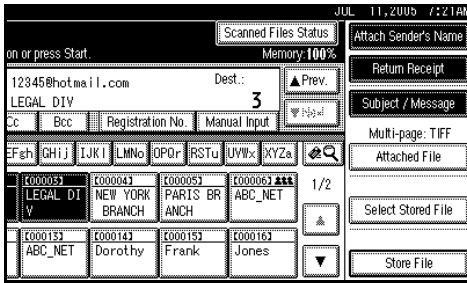 JUL 11,2005 7:21AM
Scanned Files Status
Attach Sender's Name
on or press Start.
Memory:100%
Return Receipt
12345@hotmail.com
Dest.:
▲Prev.
LEGAL DIV
3
Subject / Message
Cc
Bcc
Registration No.
Manual Input
Multi-page: TIFF
EFgh
GHij
IJKl
LMNo
OPQr
RSTu
UVWx
XYZa
Attached File
[00003]
[00004]
[00005]
[00006]
1/2
LEGAL DI
V
NEW YORK
BRANCH
PARIS BR
ANCH
ABC_NET
Select Stored File
[00013]
[00014]
[00015]
[00016]
ABC_NET
Dorothy
Frank
Jones
▼
Store File